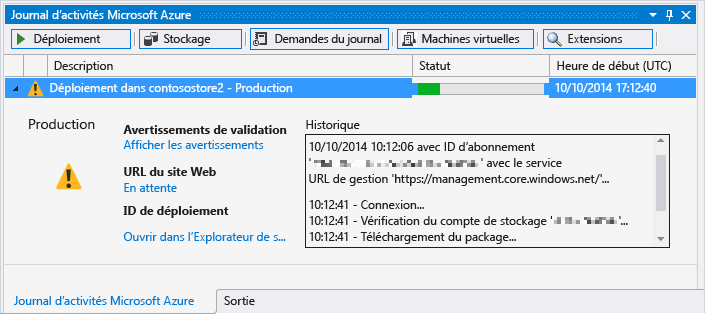 Journal d'activités Microsoft Azure
Déploiement Stockage Demandes du journal Machines virtuelles Extensions
Description Statut Heure de début (UTC)
Déploiement dans contosostore2 - Production 10/10/2014 17:12:40
Production
Avertissements de validation
Afficher les avertissements
URL du site Web
En attente
ID de déploiement
Ouvrir dans l'Explorateur de s...
Historique
10/10/2014 10:12:06 avec ID d'abonnement
' ' avec le service
URL de gestion 'https://management.core.windows.net/'...
10:12:41 - Connexion...
10:12:41 - Vérification du compte de stockage ' '...
10:12:41 - Téléchargement du package...
Journal d'activités Microsoft Azure Sortie